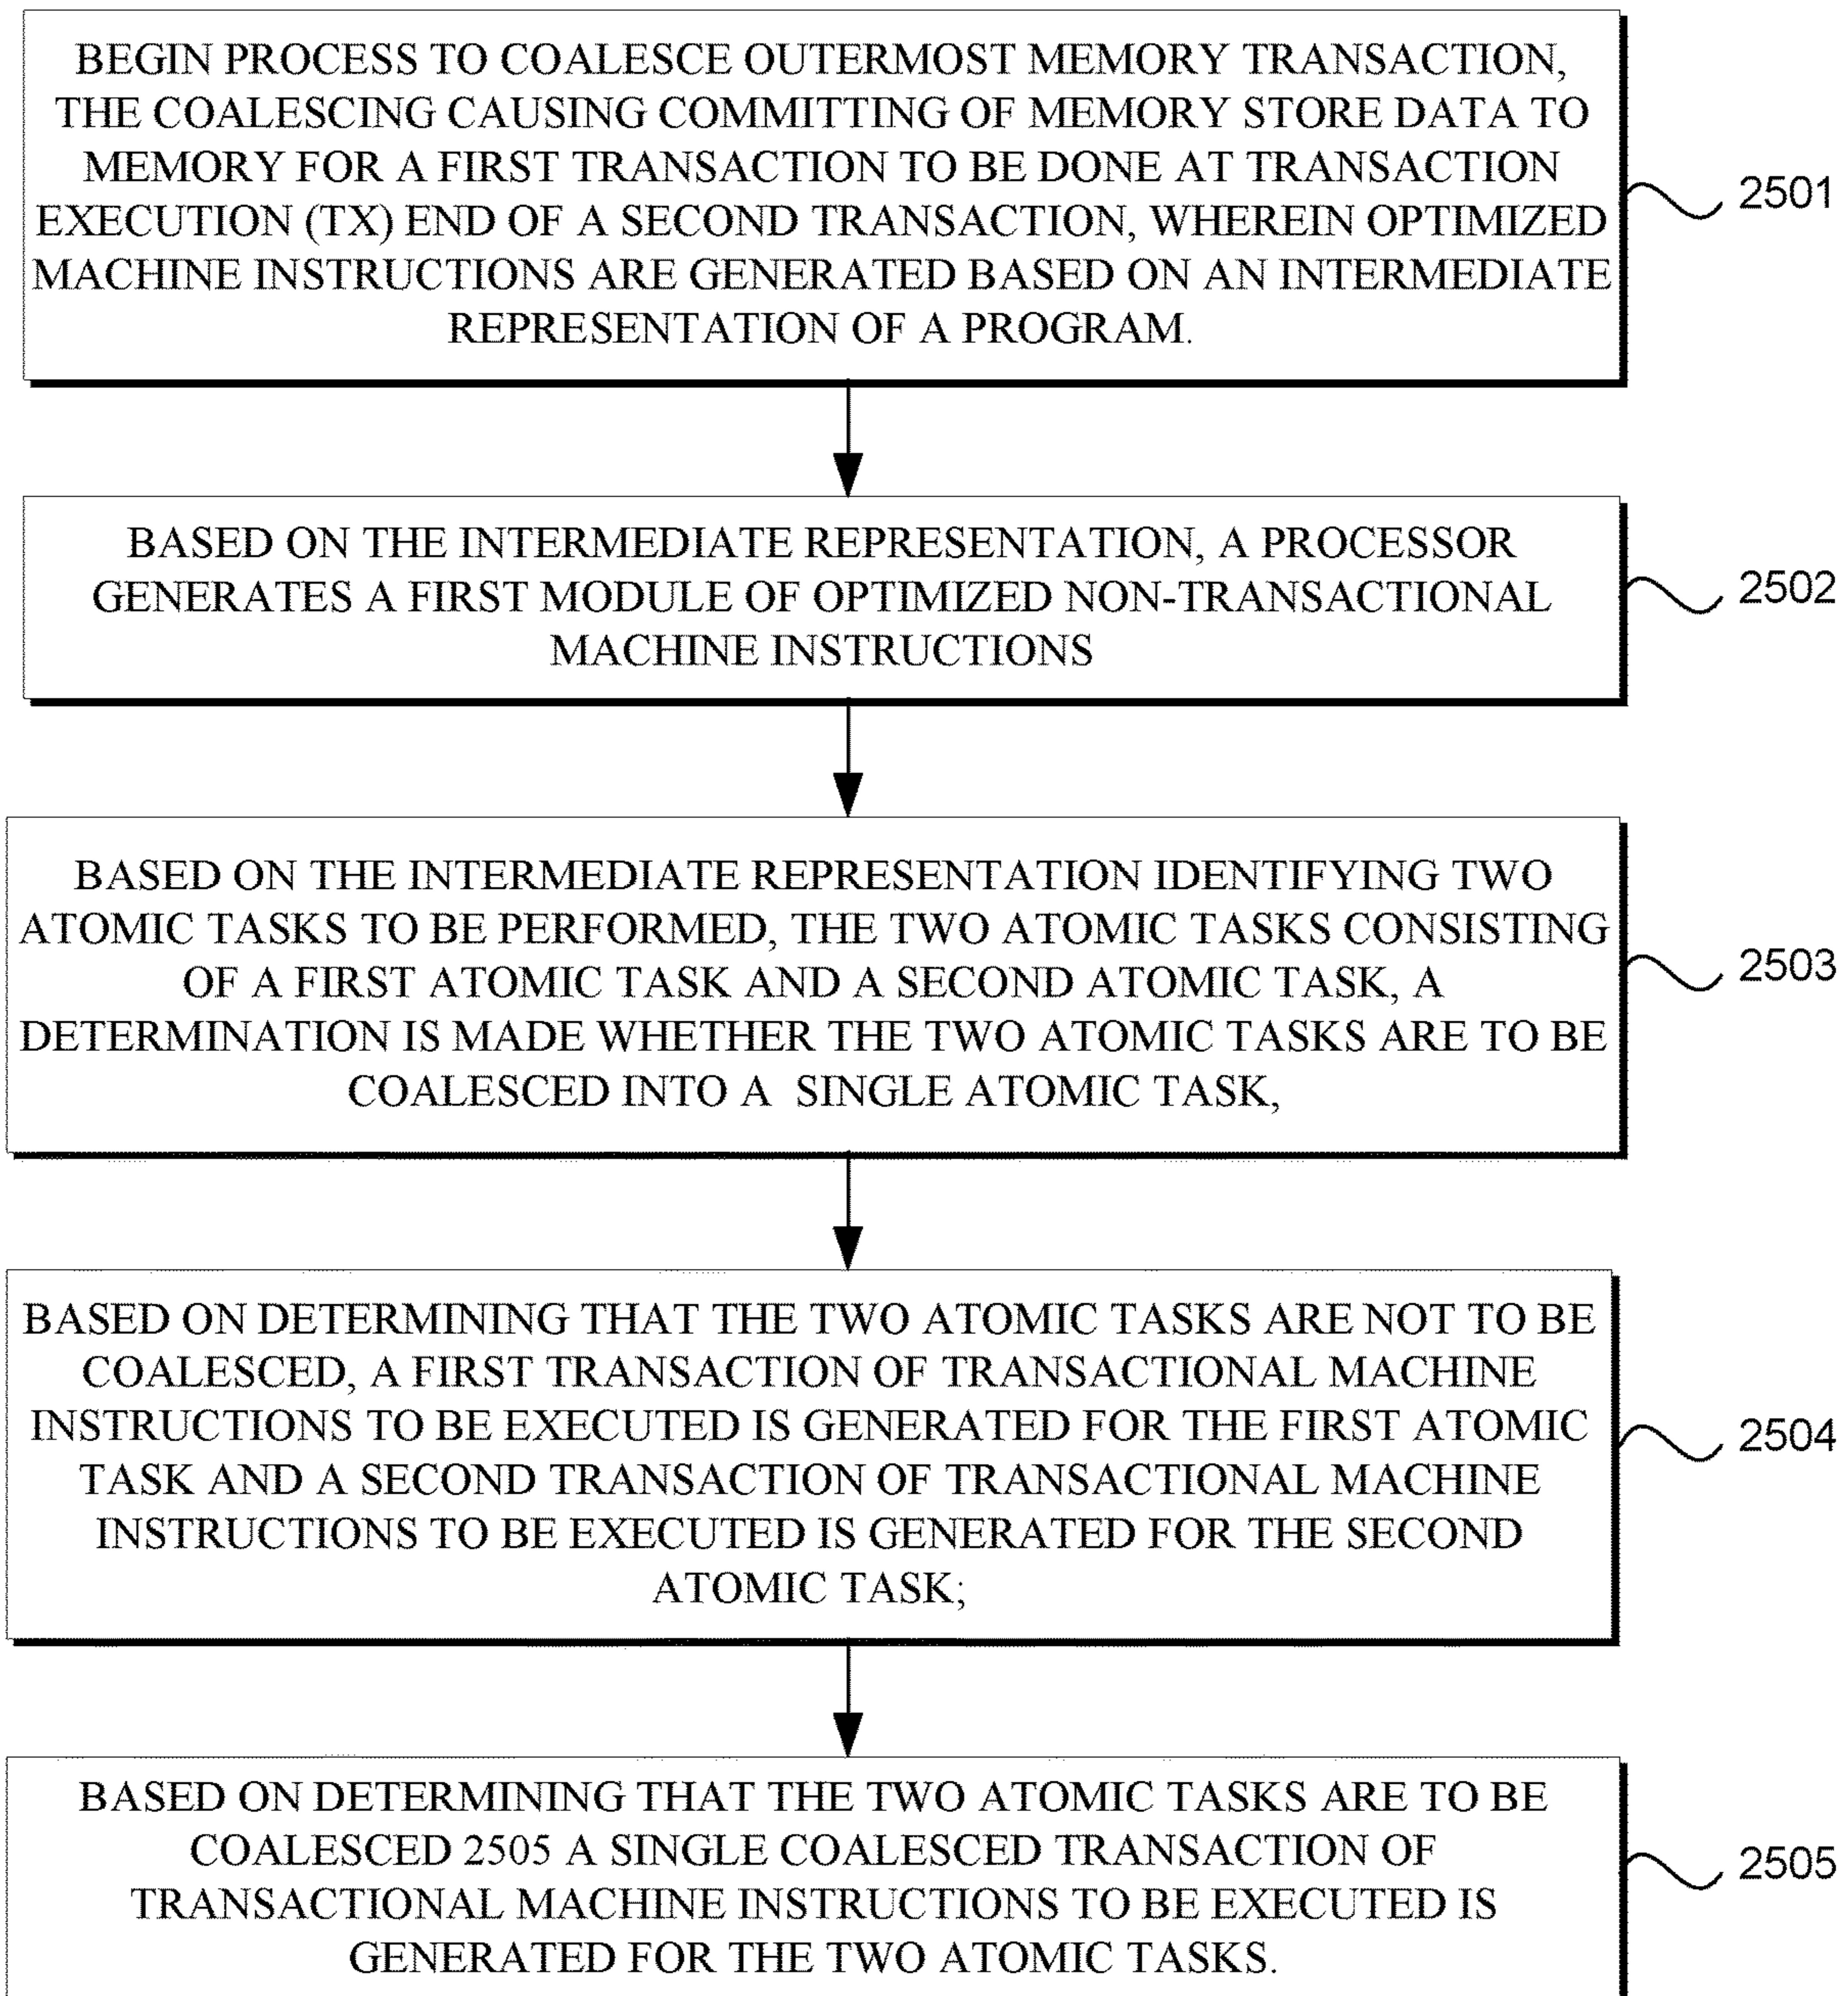 BEGIN PROCESS TO COALESCE OUTERMOST MEMORY TRANSACTION,
THE COALESCING CAUSING COMMITTING OF MEMORY STORE DATA TO
MEMORY FOR A FIRST TRANSACTION TO BE DONE AT TRANSACTION
EXECUTION (TX) END OF A SECOND TRANSACTION, WHEREIN OPTIMIZED
MACHINE INSTRUCTIONS ARE GENERATED BASED ON AN INTERMEDIATE
REPRESENTATION OF A PROGRAM.
2501
BASED ON THE INTERMEDIATE REPRESENTATION, A PROCESSOR
GENERATES A FIRST MODULE OF OPTIMIZED NON-TRANSACTIONAL
MACHINE INSTRUCTIONS
2502
BASED ON THE INTERMEDIATE REPRESENTATION IDENTIFYING TWO
ATOMIC TASKS TO BE PERFORMED, THE TWO ATOMIC TASKS CONSISTING
OF A FIRST ATOMIC TASK AND A SECOND ATOMIC TASK, A
DETERMINATION IS MADE WHETHER THE TWO ATOMIC TASKS ARE TO BE
COALESCED INTO A SINGLE ATOMIC TASK,
2503
BASED ON DETERMINING THAT THE TWO ATOMIC TASKS ARE NOT TO BE
COALESCED, A FIRST TRANSACTION OF TRANSACTIONAL MACHINE
INSTRUCTIONS TO BE EXECUTED IS GENERATED FOR THE FIRST ATOMIC
TASK AND A SECOND TRANSACTION OF TRANSACTIONAL MACHINE
INSTRUCTIONS TO BE EXECUTED IS GENERATED FOR THE SECOND
ATOMIC TASK;
2504
BASED ON DETERMINING THAT THE TWO ATOMIC TASKS ARE TO BE
COALESCED 2505 A SINGLE COALESCED TRANSACTION OF
TRANSACTIONAL MACHINE INSTRUCTIONS TO BE EXECUTED IS
GENERATED FOR THE TWO ATOMIC TASKS.
2505